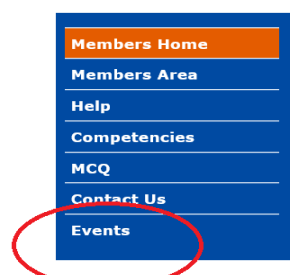 Members Home
Members Area
Help
Competencies
MCQ
Contact Us
Events